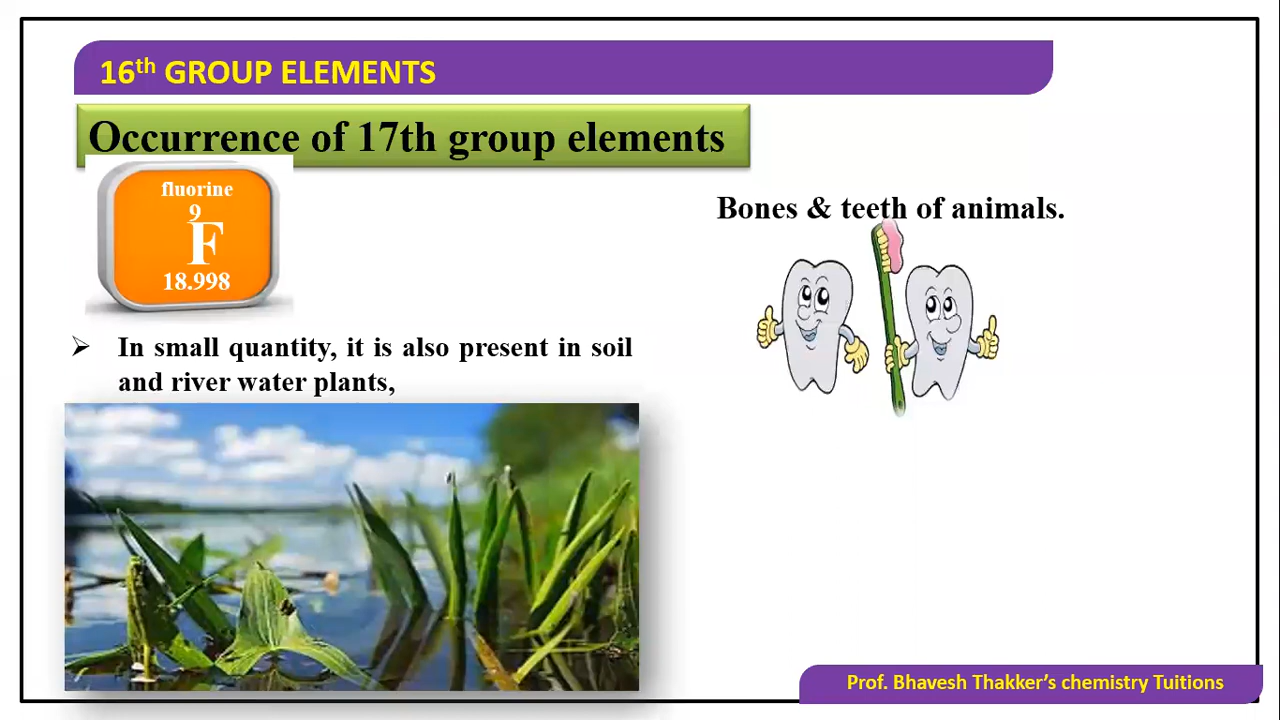 16th GROUP ELEMENTS
Occurrence of 17th group elements
fluorine
9
F
18.998
Bones & teeth of animals.
➢ In small quantity, it is also present in soil
and river water plants,
Prof. Bhavesh Thakker’s chemistry Tuitions